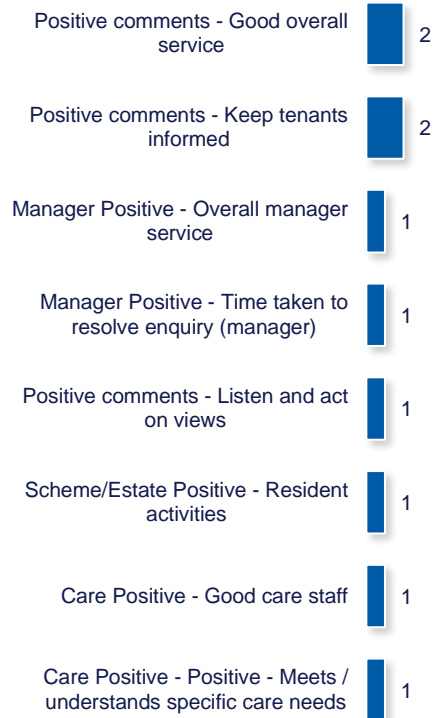 Positive comments - Good overall
service
2
Positive comments - Keep tenants
informed
2
Manager Positive - Overall manager
service
1
Manager Positive - Time taken to
resolve enquiry (manager)
1
Positive comments - Listen and act
on views
1
Scheme/Estate Positive - Resident
activities
1
Care Positive - Good care staff
1
Care Positive - Positive - Meets /
understands specific care needs
1